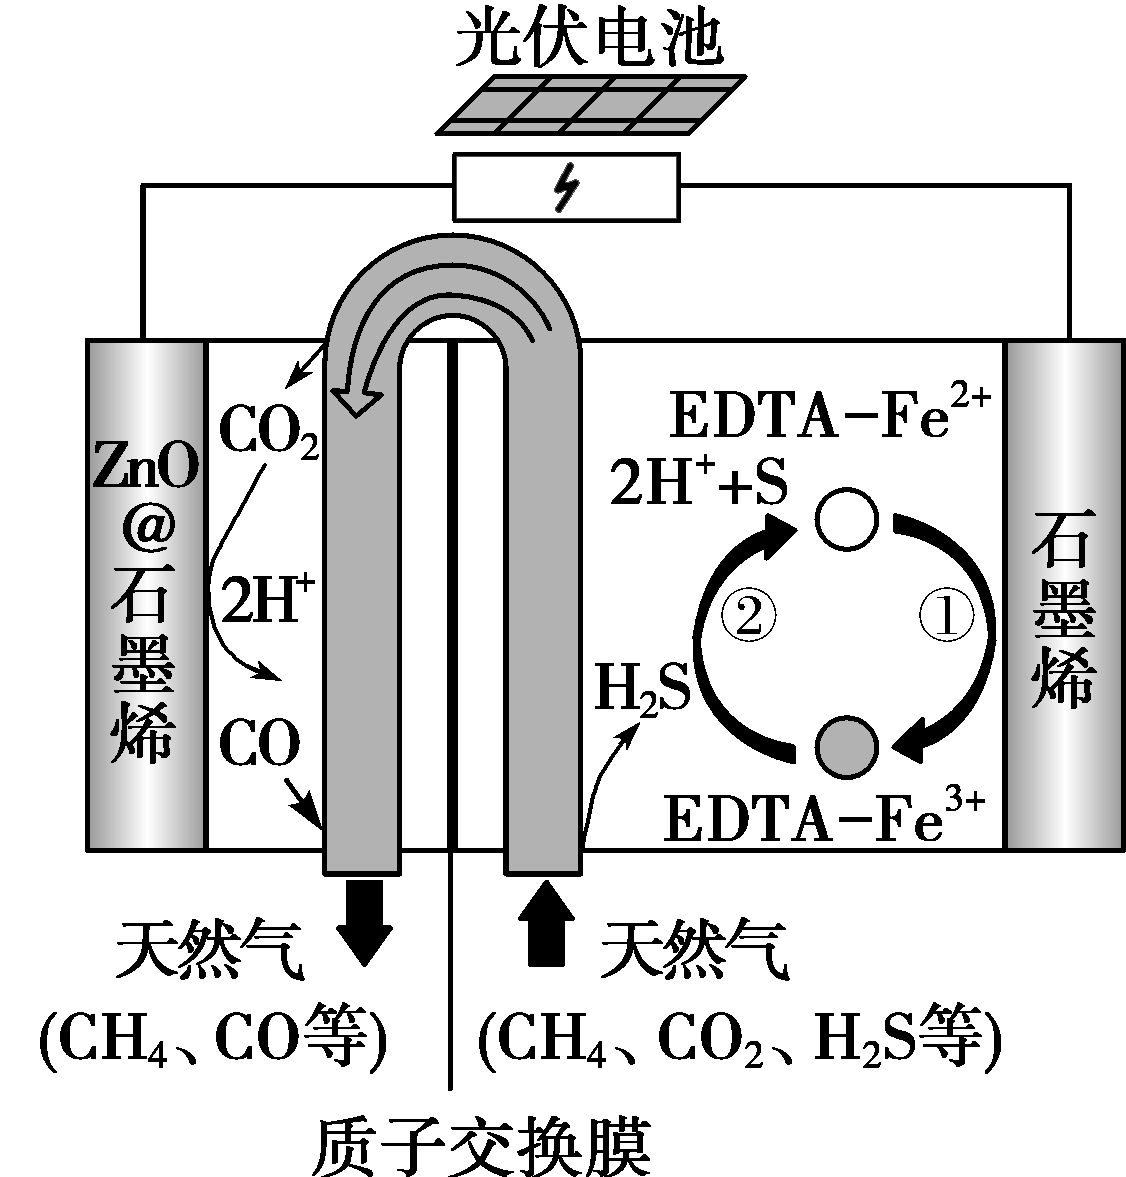 光伏电池
CO₂
2H⁺
CO
ZnO
@
石
墨
烯
EDTA-Fe²⁺
2H⁺+S
②
①
H₂S
EDTA-Fe³⁺
石
墨
烯
天然气
(CH₄、CO等)
天然气
(CH₄、CO₂、H₂S等)
质子交换膜